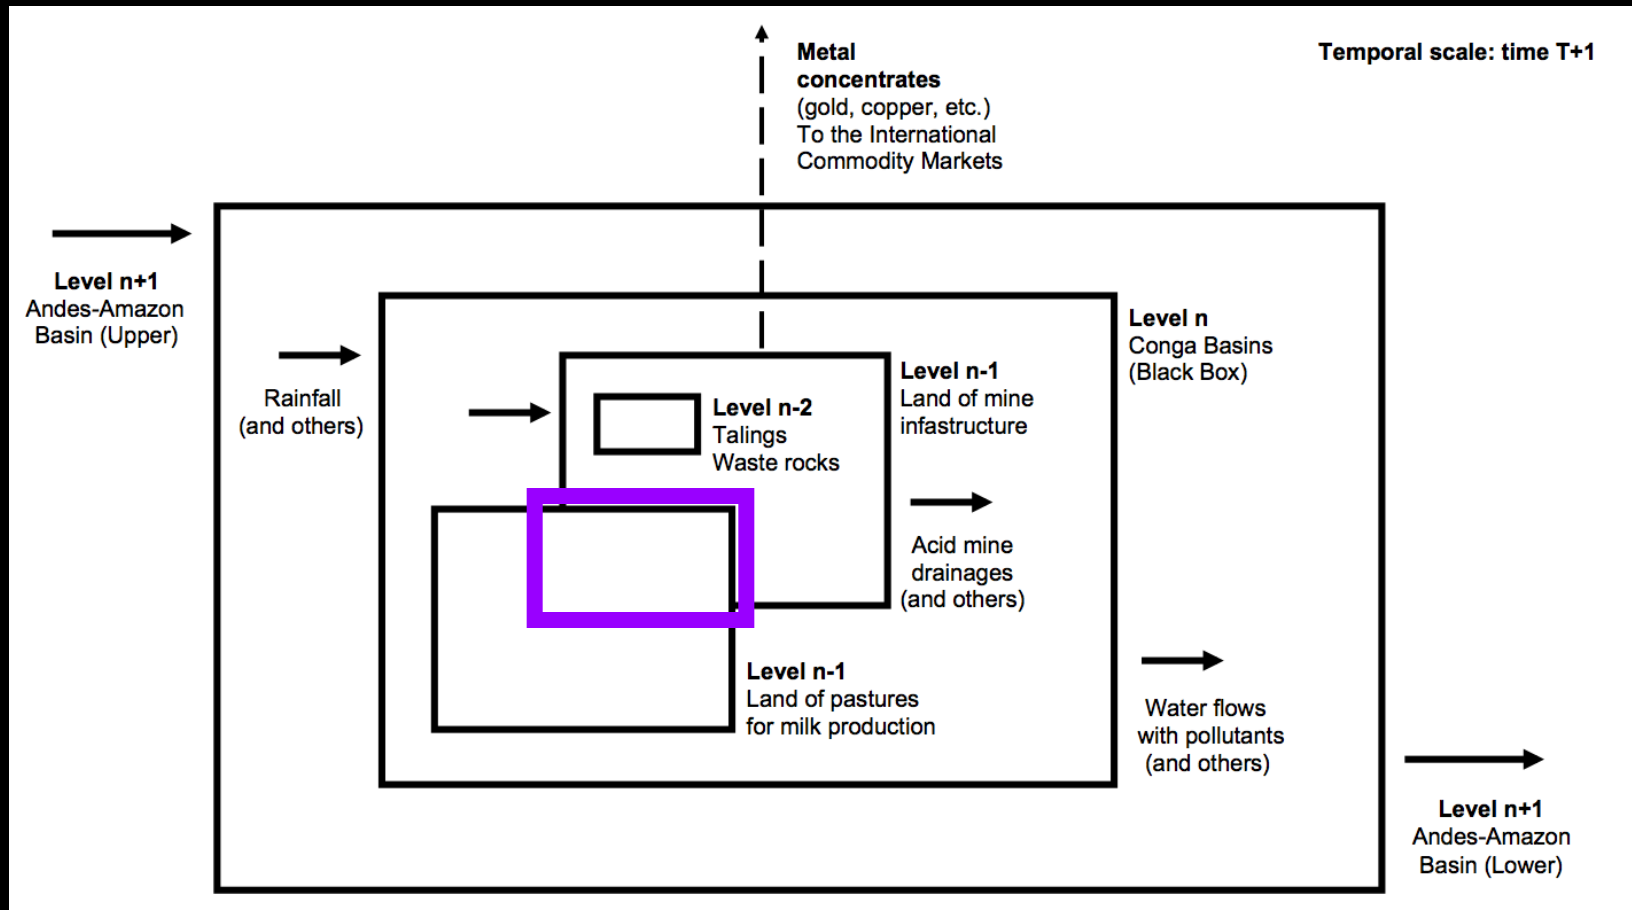 Metal
concentrates
(gold, copper, etc.)
To the International
Commodity Markets
Temporal scale: time T+1
Level n+1
Andes-Amazon
Basin (Upper)
Rainfall
(and others)
Level n
Conga Basins
(Black Box)
Level n-1
Land of mine
infastructure
Level n-2
Talings
Waste rocks
Acid mine
drainages
(and others)
Level n-1
Land of pastures
for milk production
Water flows
with pollutants
(and others)
Level n+1
Andes-Amazon
Basin (Lower)